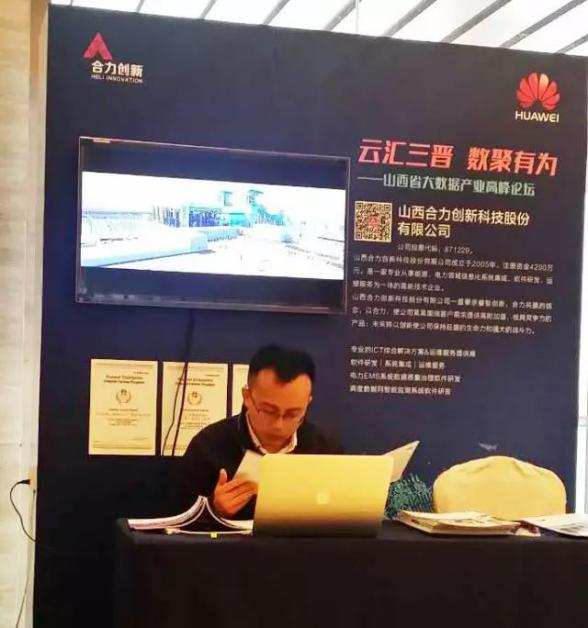 合力创新
HELI INNOVATION
HUAWEI
云汇三晋 数聚有为
——山西省大数据产业高峰论坛
山西合力创新科技股份
有限公司
公司股票代码：871229。
山西合力创新科技股份有限公司成立于2005年，注册资金4200万
元，是一家专业从事能源、电力领域信息化系统集成、软件研发、运
维服务为一体的高新技术企业。
山西合力创新科技股份有限公司一直秉承睿智创新，合力共赢的信
专业的ICT综合解决方案&运维服务提供商
软件研发｜系统集成｜运维服务
电力EMS系统数据质量治理软件研发
调度数据网智能监测系统软件研发